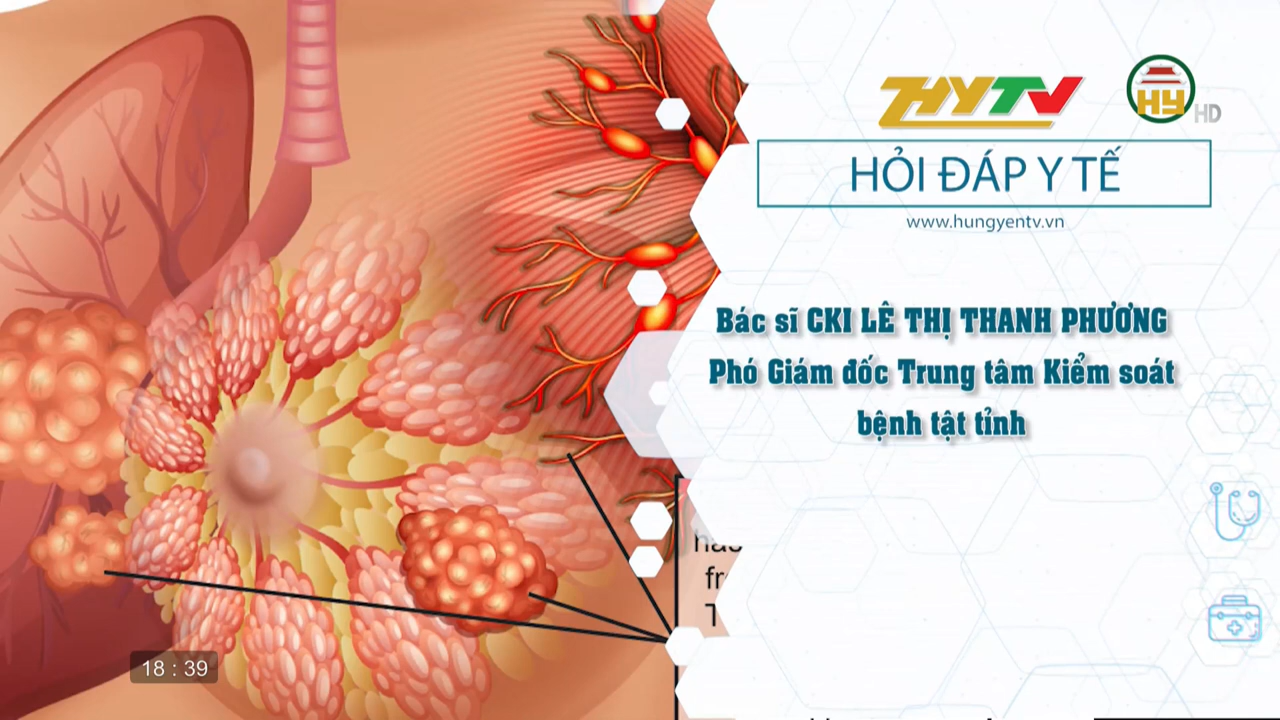 HYTV
HY HD
HỎI ĐÁP Y TẾ
www.hungyentv.vn
Bác sĩ CKI LÊ THỊ THANH PHƯƠNG
Phó Giám đốc Trung tâm Kiểm soát
bệnh tật tỉnh
18 : 39